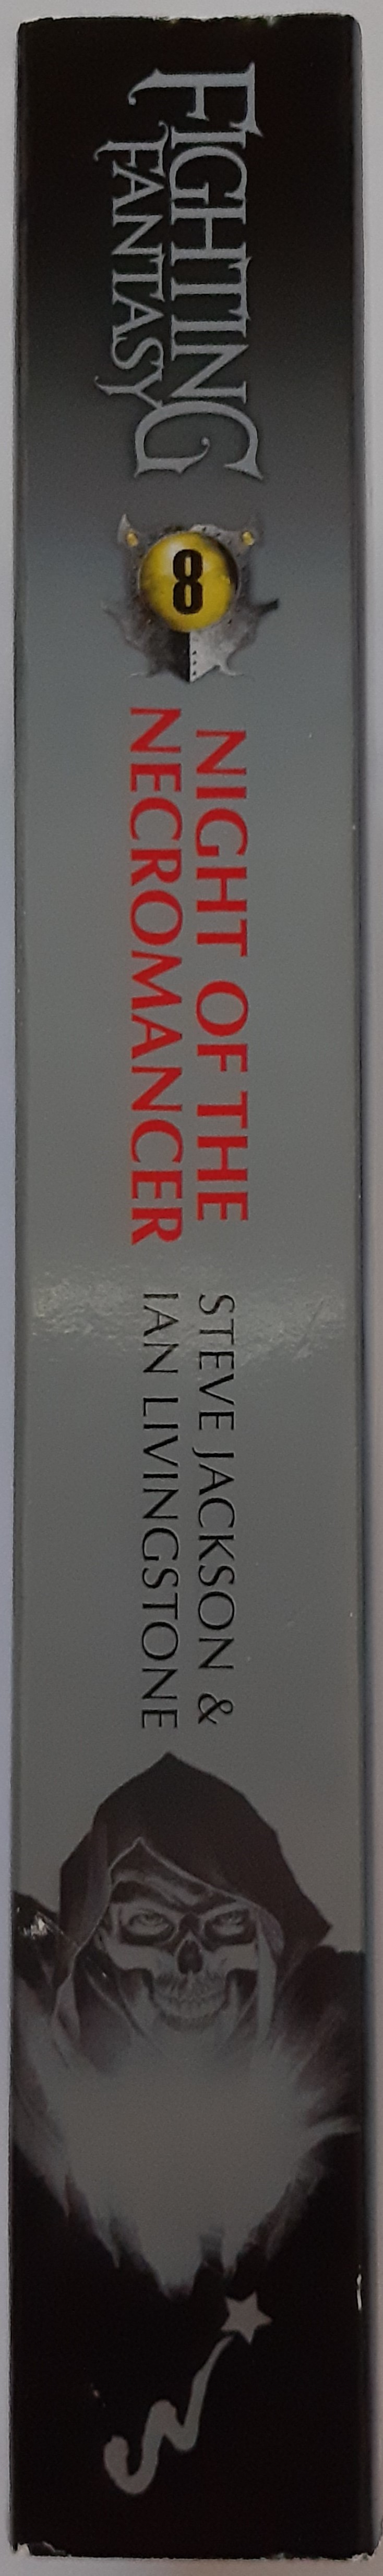 FIGHTING
FANTASY
8
NIGHT OF THE
NECROMANCER
STEVE JACKSON &
IAN LIVINGSTONE